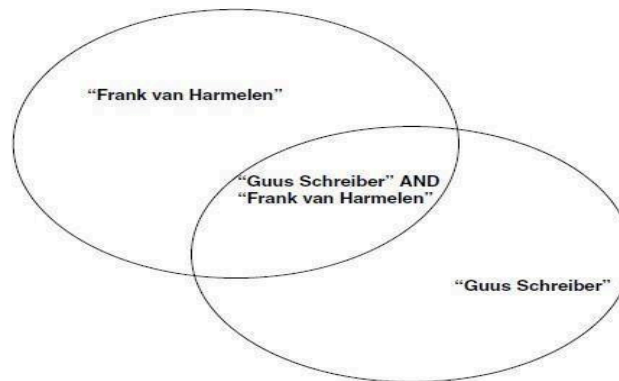 “Frank van Harmelen”
“Guus Schreiber” AND
“Frank van Harmelen”
“Guus Schreiber”